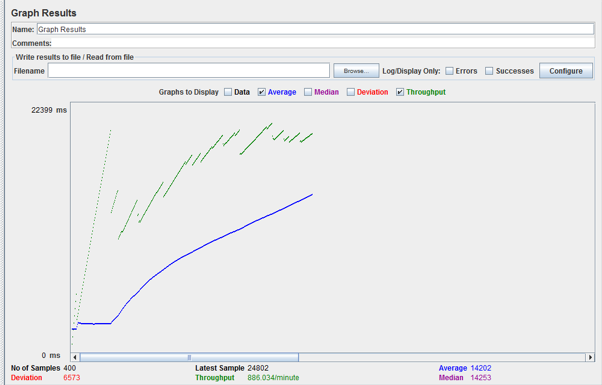 Graph Results
Name: Graph Results
Comments:
Write results to file / Read from file
Filename Browse... Log/Display Only: Errors Successes Configure
Graphs to Display Data Average Median Deviation Throughput
22399 ms
0 ms
No of Samples 400 Latest Sample 24802 Average 14202
Deviation 6573 Throughput 886.034/minute Median 14253